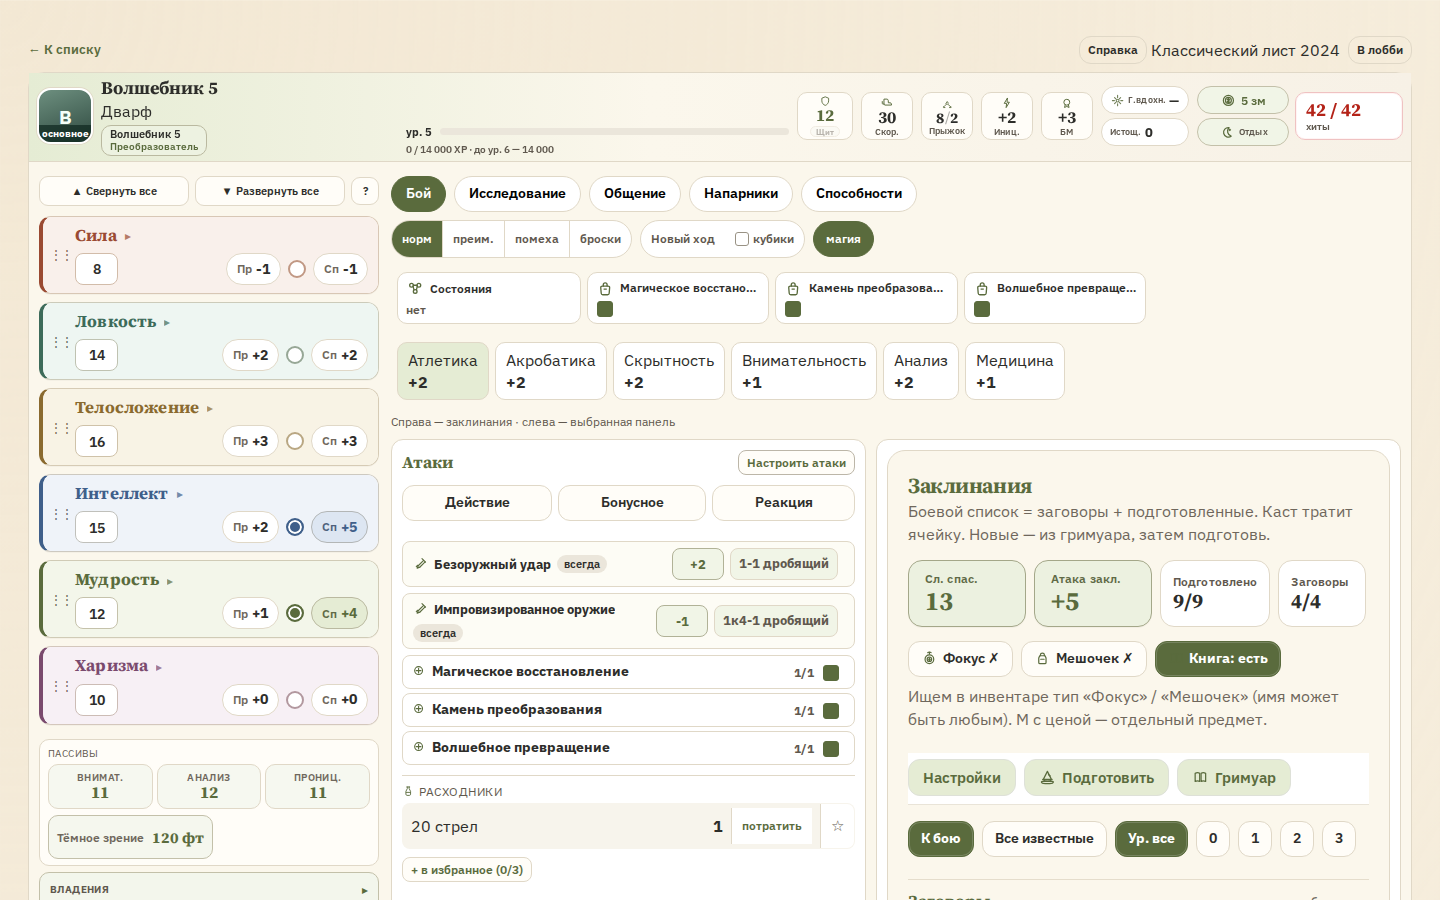 ← К списку
Справка
Классический лист 2024
В лобби
В
основное
Волшебник 5
Дварф
Волшебник 5
Преобразователь
ур. 5
0 / 14 000 XP · до ур. 6 — 14 000
12
Щит
30
Скор.
8/2
Прыжок
+2
Иниц.
+3
БМ
Г.вдохн. —
Истощ. 0
5 зм
Отдых
42 / 42
хиты
▲ Свернуть все
▼ Развернуть все
?
Сила ▸
8
Пр -1
Сп -1
Ловкость ▸
14
Пр +2
Сп +2
Телосложение ▸
16
Пр +3
Сп +3
Интеллект ▸
15
Пр +2
Сп +5
Мудрость ▸
12
Пр +1
Сп +4
Харизма ▸
10
Пр +0
Сп +0
ПАССИВЫ
ВНИМАТ.
11
АНАЛИЗ
12
ПРОНИЦ.
11
Тёмное зрение 120 фт
ВЛАДЕНИЯ ▸
Бой
Исследование
Общение
Напарники
Способности
норм
преим.
помеха
броски
Новый ход
кубики
магия
Состояния
нет
Магическое восстано...
Камень преобразова...
Волшебное превраще...
Атлетика
+2
Акробатика
+2
Скрытность
+2
Внимательность
+1
Анализ
+2
Медицина
+1
Справа — заклинания · слева — выбранная панель
Атаки
Настроить атаки
Действие
Бонусное
Реакция
Безоружный удар всегда
+2
1-1 дробящий
Импровизированное оружие
всегда
-1
1к4-1 дробящий
Магическое восстановление
1/1
Камень преобразования
1/1
Волшебное превращение
1/1
РАСХОДНИКИ
20 стрел
1
потратить
☆
+ в избранное (0/3)
Заклинания
Боевой список = заговоры + подготовленные. Каст тратит
ячейку. Новые — из гримуара, затем подготовь.
Сл. спас.
13
Атака закл.
+5
Подготовлено
9/9
Заговоры
4/4
Фокус ✗
Мешочек ✗
Книга: есть
Ищем в инвентаре тип «Фокус» / «Мешочек» (имя может
быть любым). М с ценой — отдельный предмет.
Настройки
Подготовить
Гримуар
К бою
Все известные
Ур. все
0
1
2
3